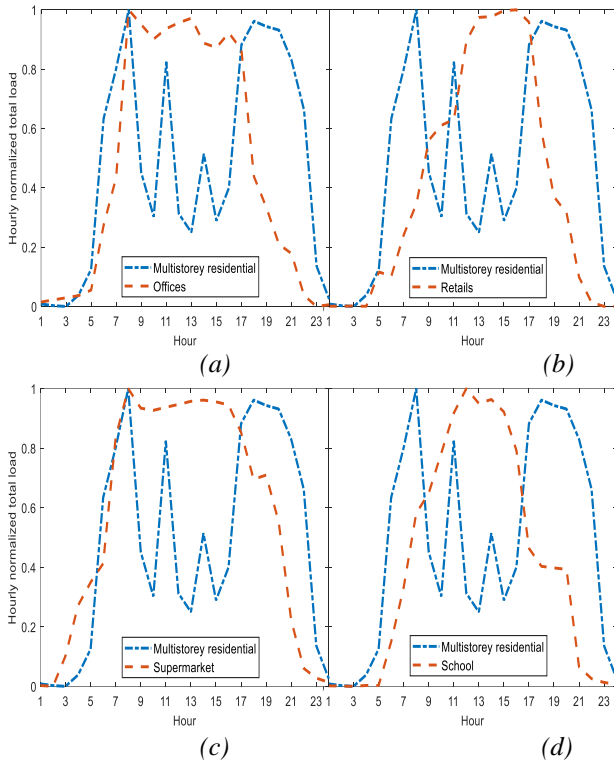 1
0.8
0.6
0.4
0.2
0
Hourly normalized total load
Multistorey residential
Offices
1 3 5 7 9 11 13 15 17 19 21 23
Hour
(a)
Multistorey residential
Retails
1 3 5 7 9 11 13 15 17 19 21 23
Hour
(b)
1
0.8
0.6
0.4
0.2
0
Hourly normalized total load
Multistorey residential
Supermarket
1 3 5 7 9 11 13 15 17 19 21 23
Hour
(c)
Multistorey residential
School
1 3 5 7 9 11 13 15 17 19 21 23
Hour
(d)